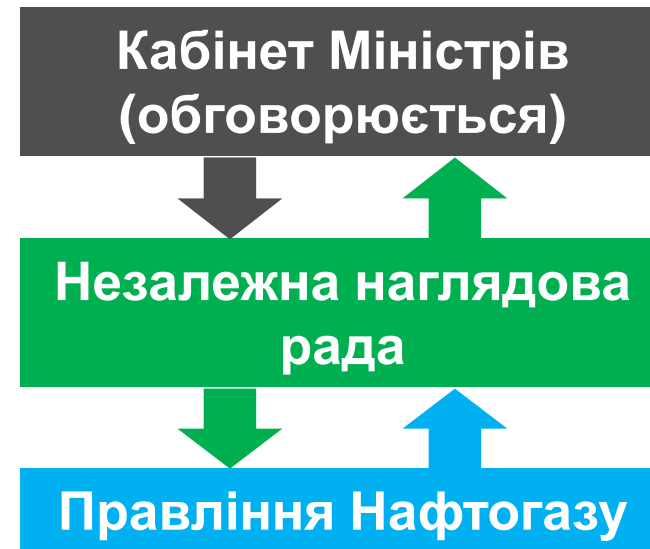 Кабінет Міністрів
(обговорюється)
Незалежна наглядова
рада
Правління Нафтогазу